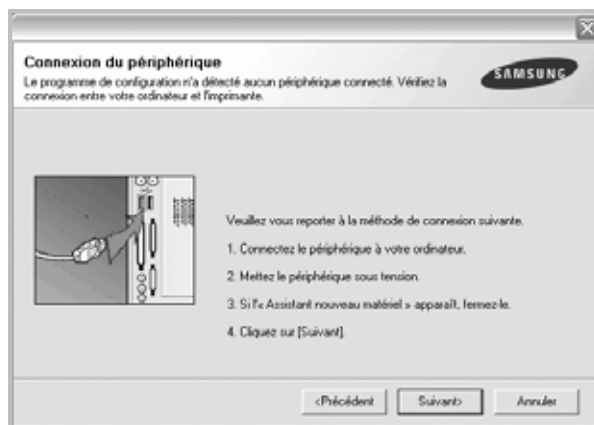 Connexion du périphérique
Le programme de configuration n'a détecté aucun périphérique connecté. Vérifiez la
connexion entre votre ordinateur et l'imprimante.
SAMSUNG
Veuillez vous reporter à la méthode de connexion suivante.
1. Connectez le périphérique à votre ordinateur.
2. Mettez le périphérique sous tension.
3. Si l'« Assistant nouveau matériel » apparaît, fermez-le.
4. Cliquez sur [Suivant].
<Précédent
Suivant>
Annuler